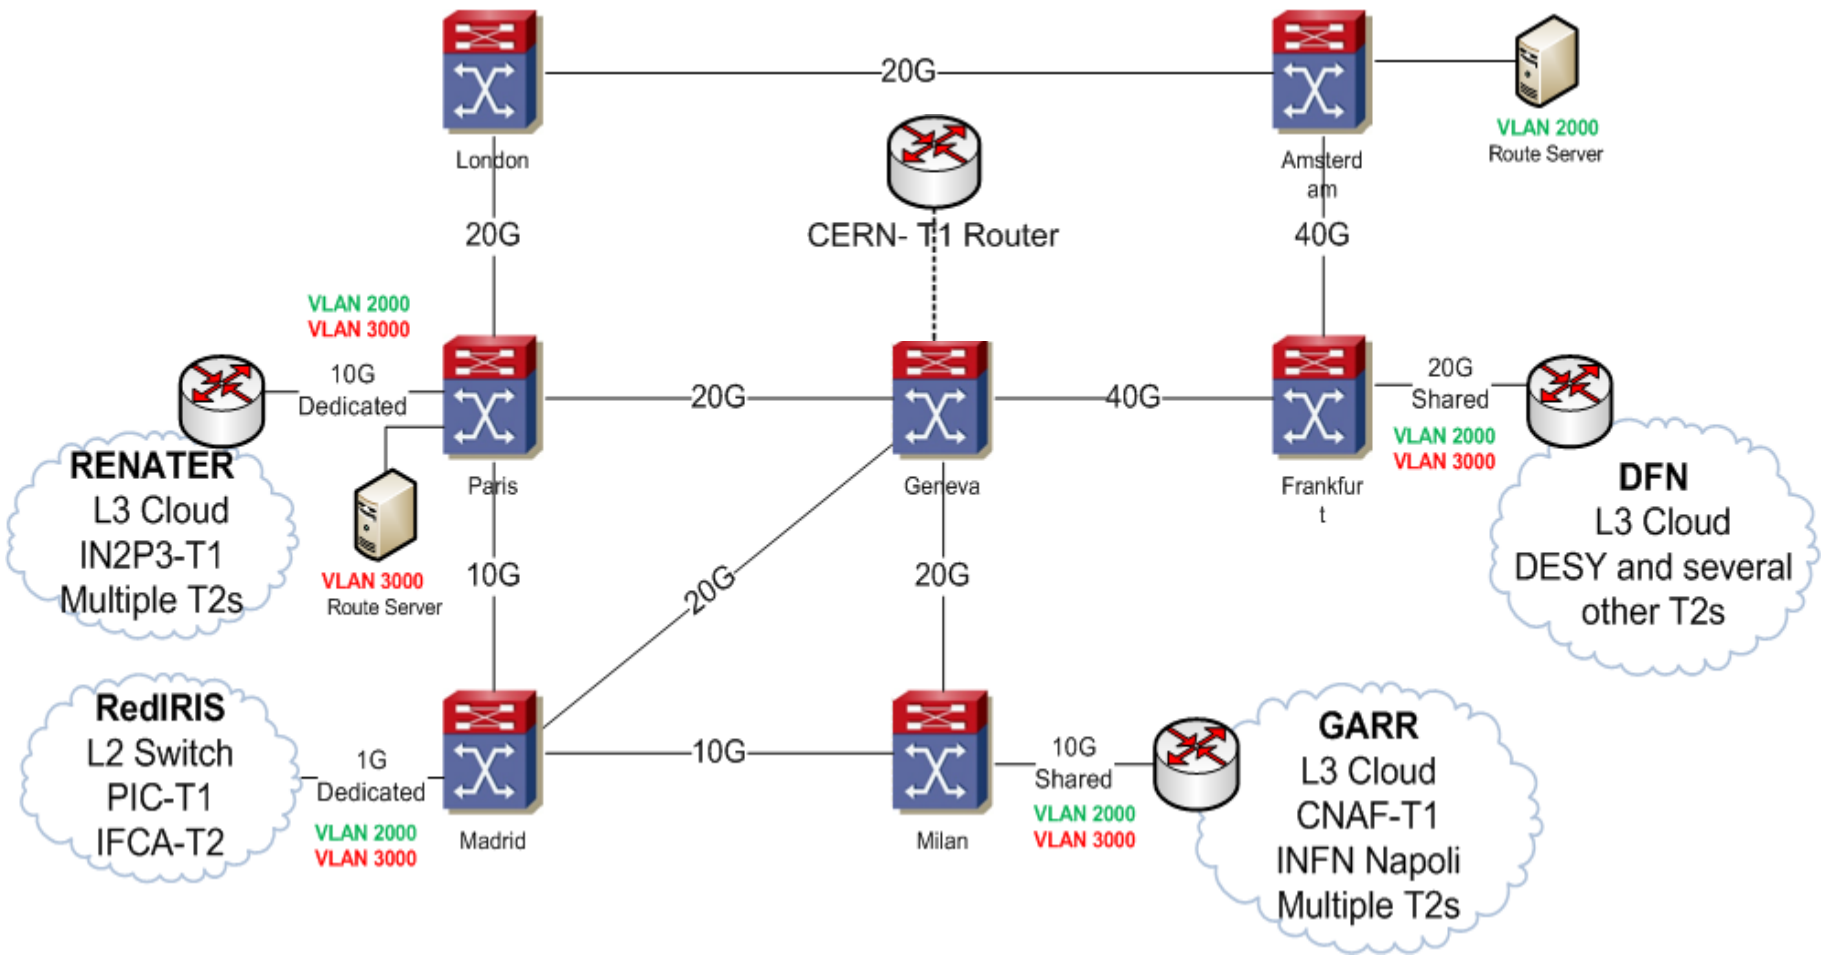 20G
London
Amsterd
am
VLAN 2000
Route Server
CERN- T1 Router
20G
40G
VLAN 2000
VLAN 3000
10G
Dedicated
20G
40G
20G
Shared
VLAN 2000
VLAN 3000
RENATER
L3 Cloud
IN2P3-T1
Multiple T2s
Paris
Geneva
Frankfur
t
DFN
L3 Cloud
DESY and several
other T2s
VLAN 3000
Route Server
10G
20G
20G
RedIRIS
L2 Switch
PIC-T1
IFCA-T2
1G
Dedicated
VLAN 2000
VLAN 3000
Madrid
10G
Milan
10G
Shared
VLAN 2000
VLAN 3000
GARR
L3 Cloud
CNAF-T1
INFN Napoli
Multiple T2s